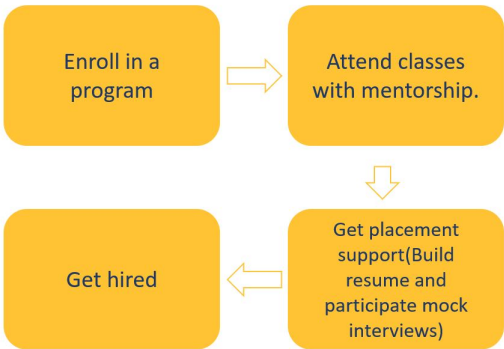 Enroll in a
program
Attend classes
with mentorship.
Get placement
support(Build
resume and
participate mock
interviews)
Get hired